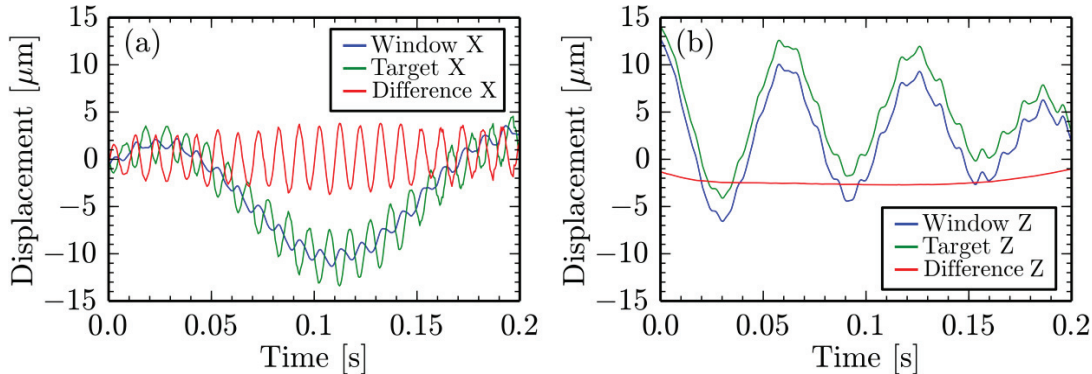 (a)
Window X
Target X
Difference X
Displacement [μm]
15
10
5
0
−5
−10
−15
0.0
0.05
0.1
0.15
0.2
Time [s]
(b)
Window Z
Target Z
Difference Z
Displacement [μm]
15
10
5
0
−5
−10
−15
0.0
0.05
0.1
0.15
0.2
Time [s]